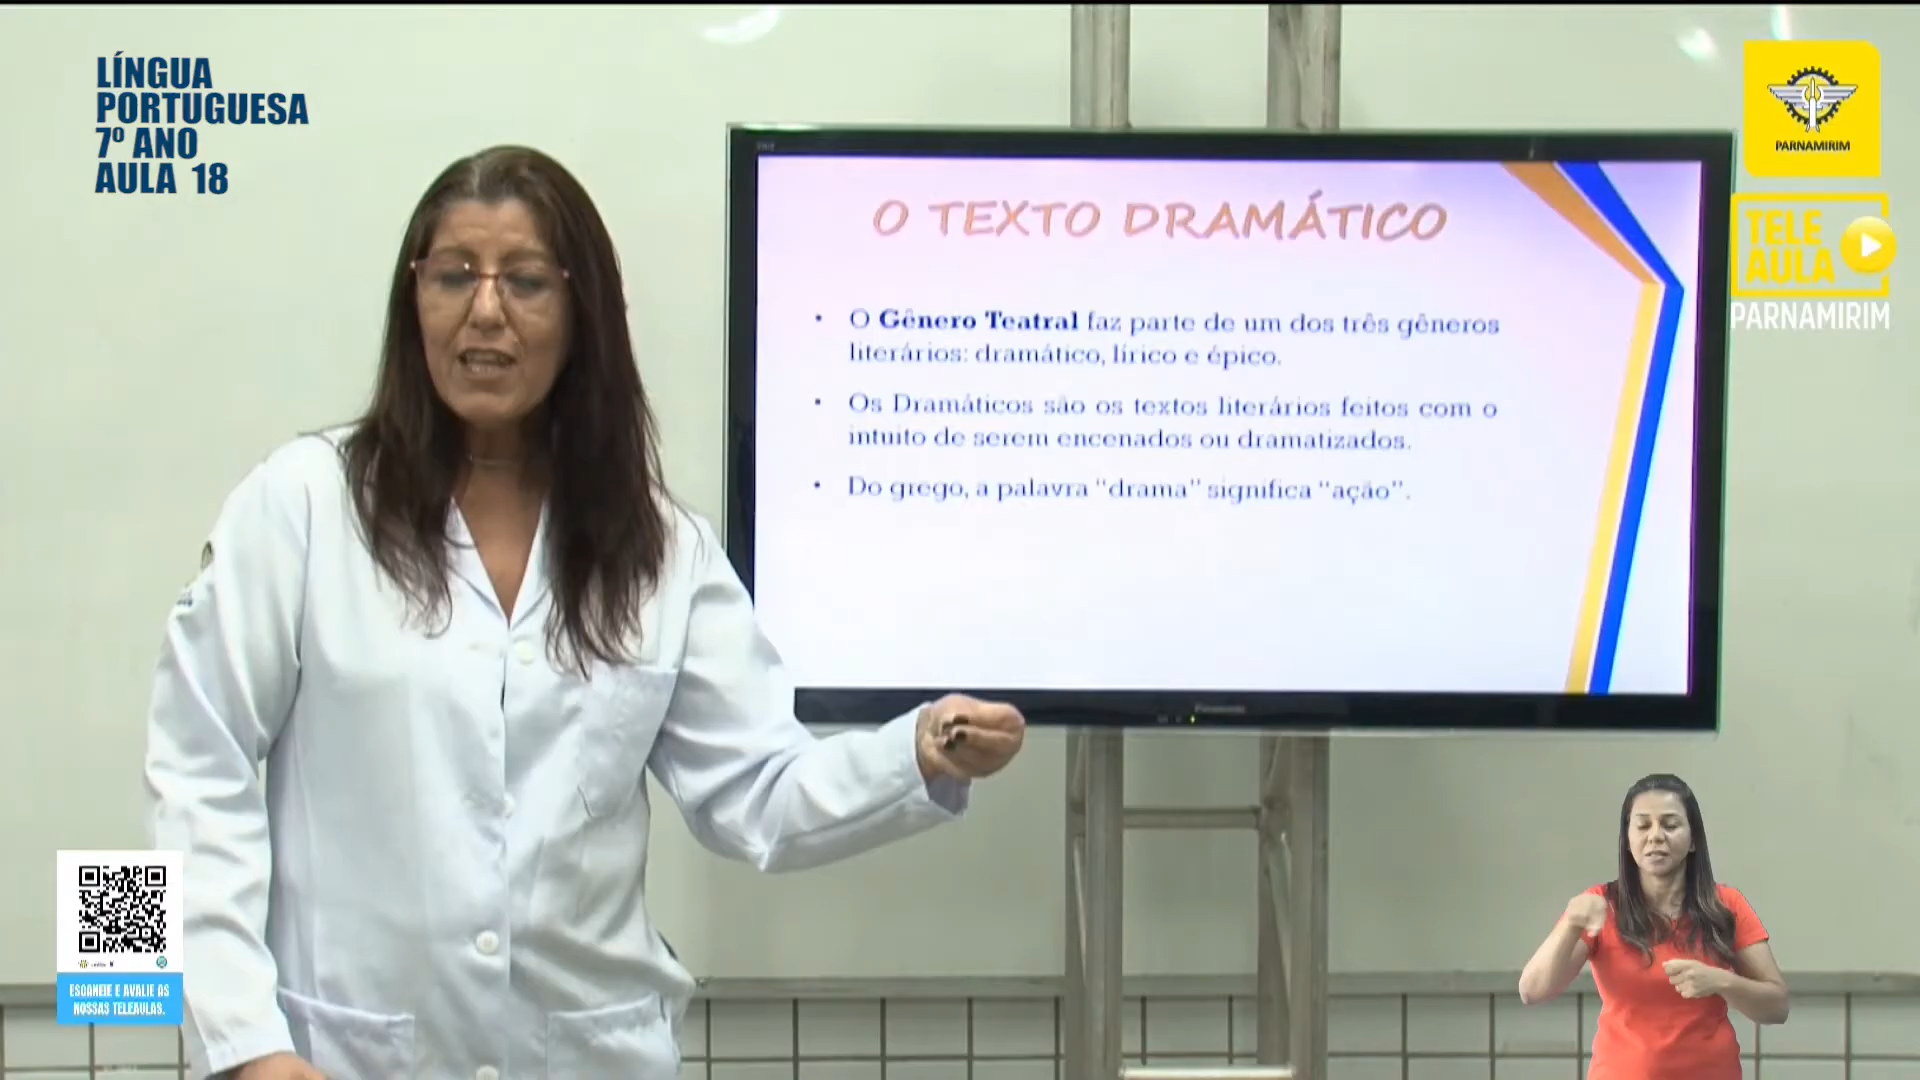 LÍNGUA
PORTUGUESA
7º ANO
AULA 18
PARNAMIRIM
TELE
AULA
PARNAMIRIM
O TEXTO DRAMÁTICO
• O Gênero Teatral faz parte de um dos três gêneros
literários: dramático, lírico e épico.
• Os Dramáticos são os textos literários feitos com o
intuito de serem encenados ou dramatizados.
• Do grego, a palavra "drama" significa "ação".
Panasonic
ESCANEIE E AVALIE AS
NOSSAS TELEAULAS.